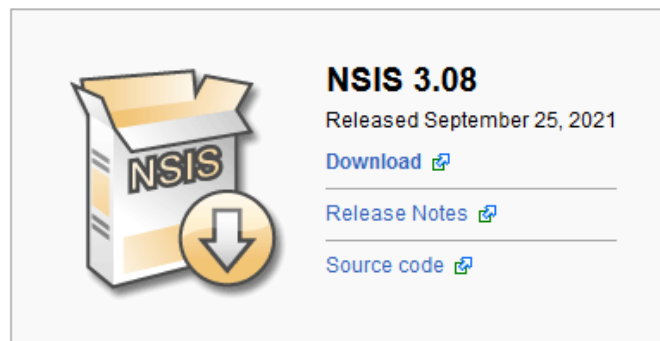 NSIS
NSIS 3.08
Released September 25, 2021
Download
Release Notes
Source code